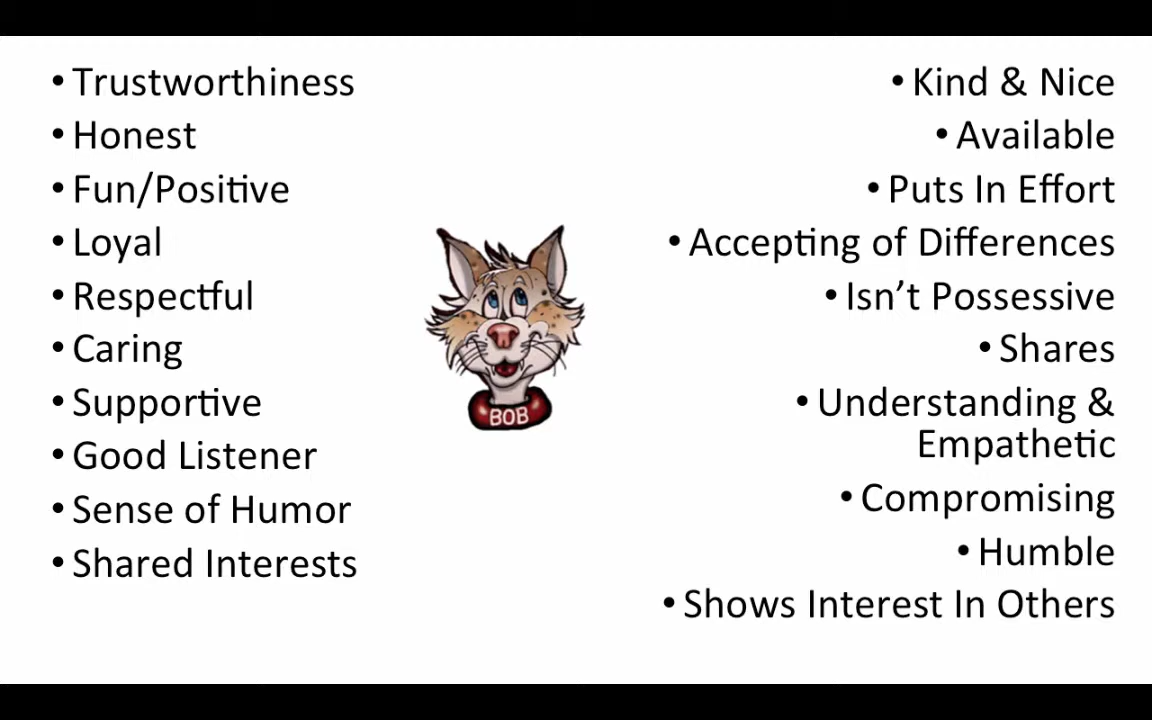 • Trustworthiness
• Honest
• Fun/Positive
• Loyal
• Respectful
• Caring
• Supportive
• Good Listener
• Sense of Humor
• Shared Interests
BOB
• Kind & Nice
• Available
• Puts In Effort
• Accepting of Differences
• Isn’t Possessive
• Shares
• Understanding &
Empathetic
• Compromising
• Humble
• Shows Interest In Others